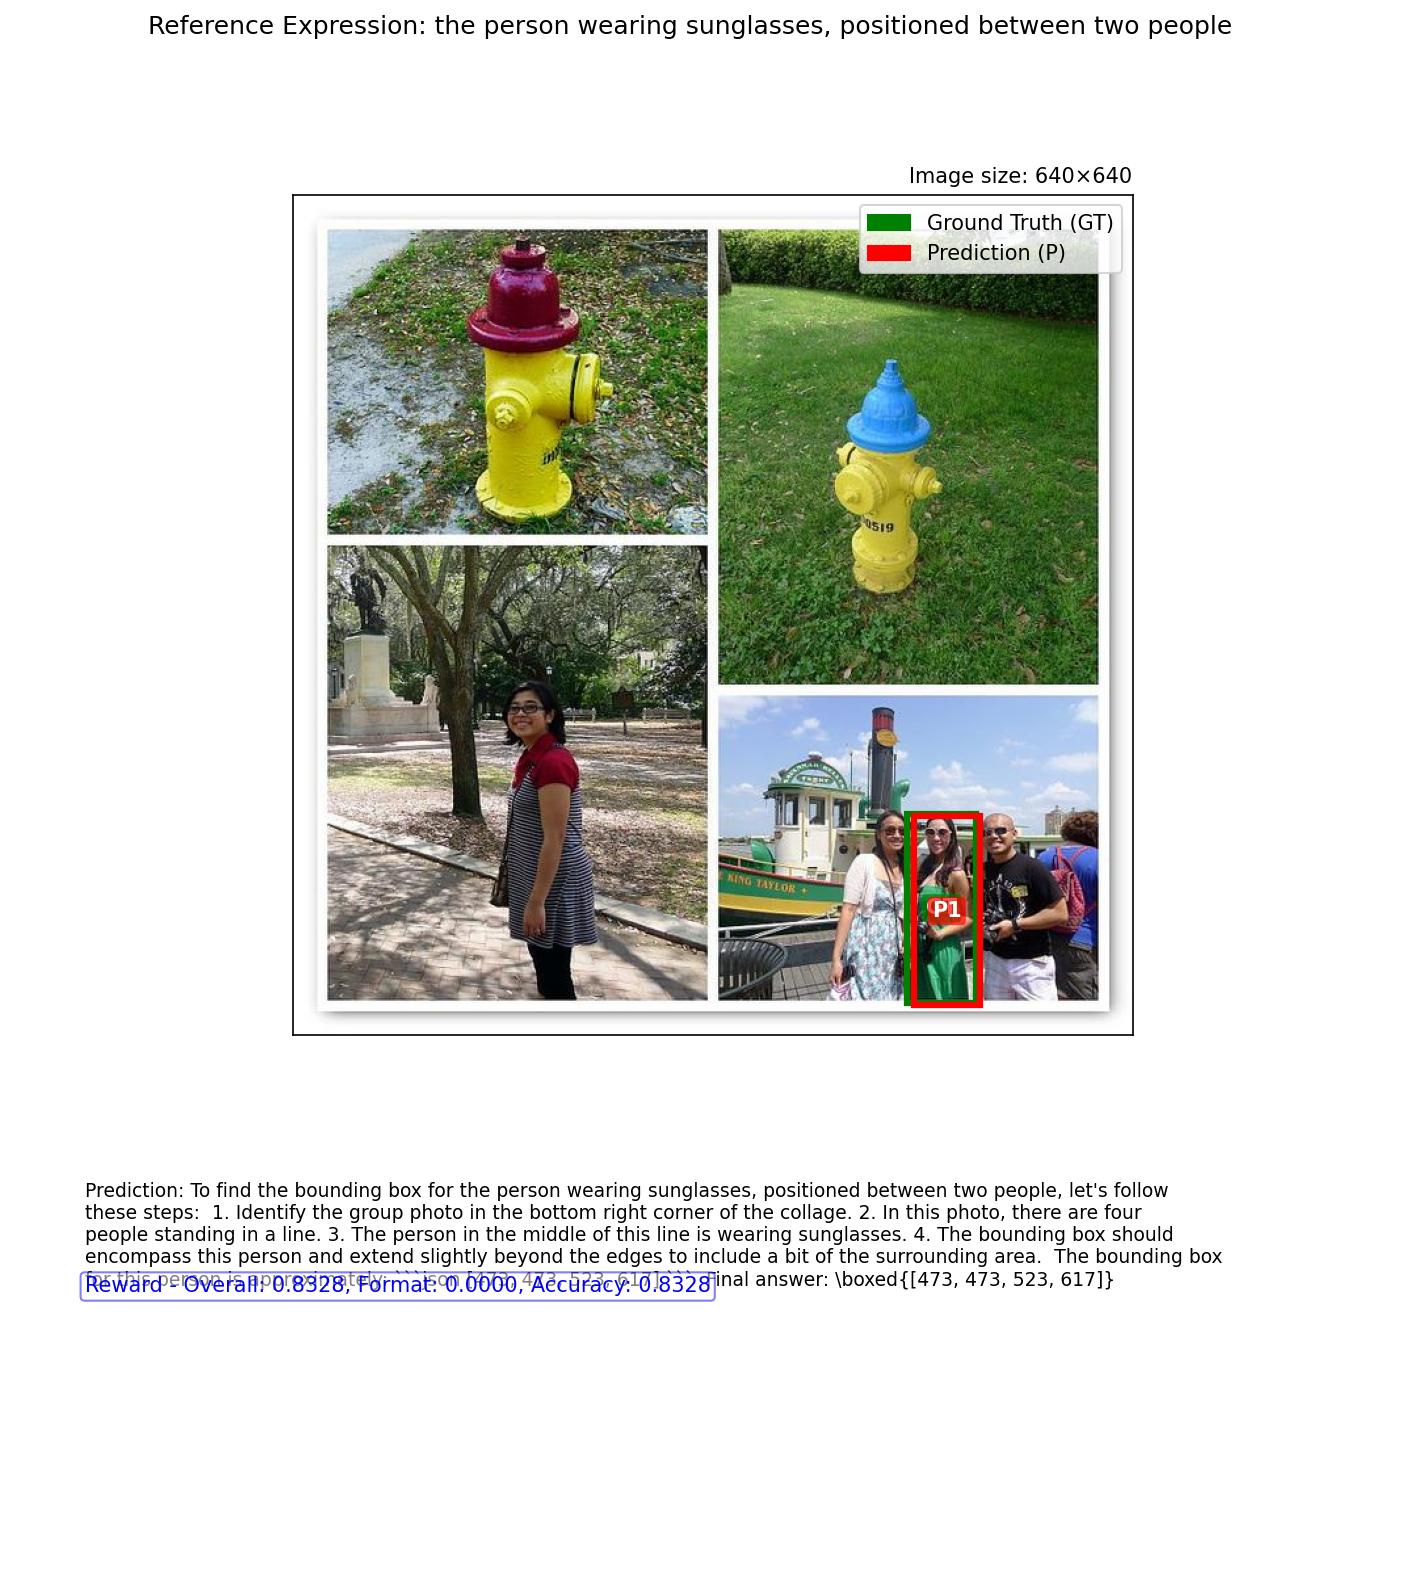 Reference Expression: the person wearing sunglasses, positioned between two people
Image size: 640×640
Ground Truth (GT)
Prediction (P)
0519
KING TAYLOR +
P1
Prediction: To find the bounding box for the person wearing sunglasses, positioned between two people, let's follow
these steps:  1. Identify the group photo in the bottom right corner of the collage. 2. In this photo, there are four
people standing in a line. 3. The person in the middle of this line is wearing sunglasses. 4. The bounding box should
encompass this person and extend slightly beyond the edges to include a bit of the surrounding area.  The bounding box
for this person is approximately: ```json [473, 473, 523, 617] ```  Final answer: \boxed{[473, 473, 523, 617]}
Reward - Overall: 0.8328, Format: 0.0000, Accuracy: 0.8328